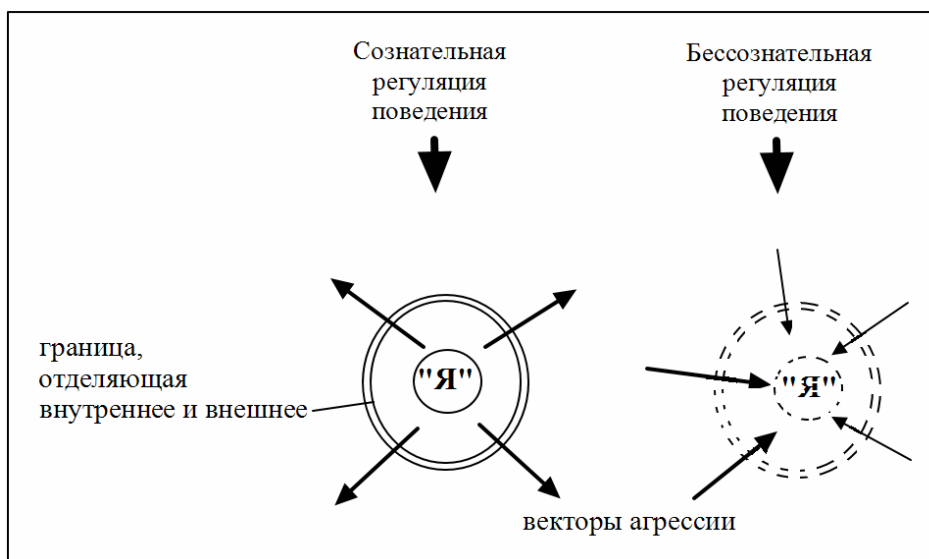 Сознательная
регуляция
поведения
Бессознательная
регуляция
поведения
граница,
отделяющая
внутреннее и внешнее
"Я"
"Я"
векторы агрессии